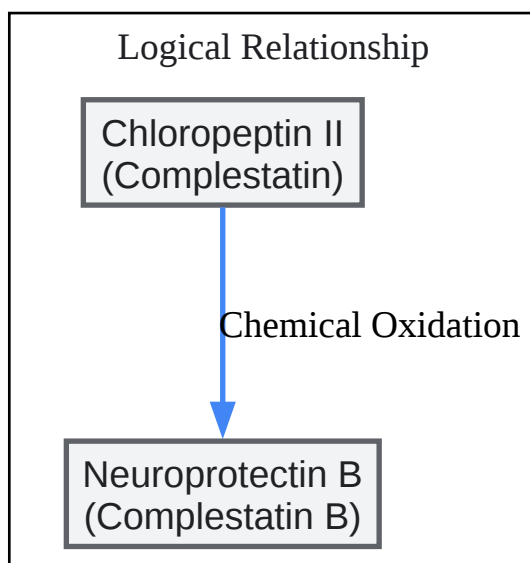 Logical Relationship
Chloropeptin II
(Complestatin)
Chemical Oxidation
Neuroprotectin B
(Complestatin B)